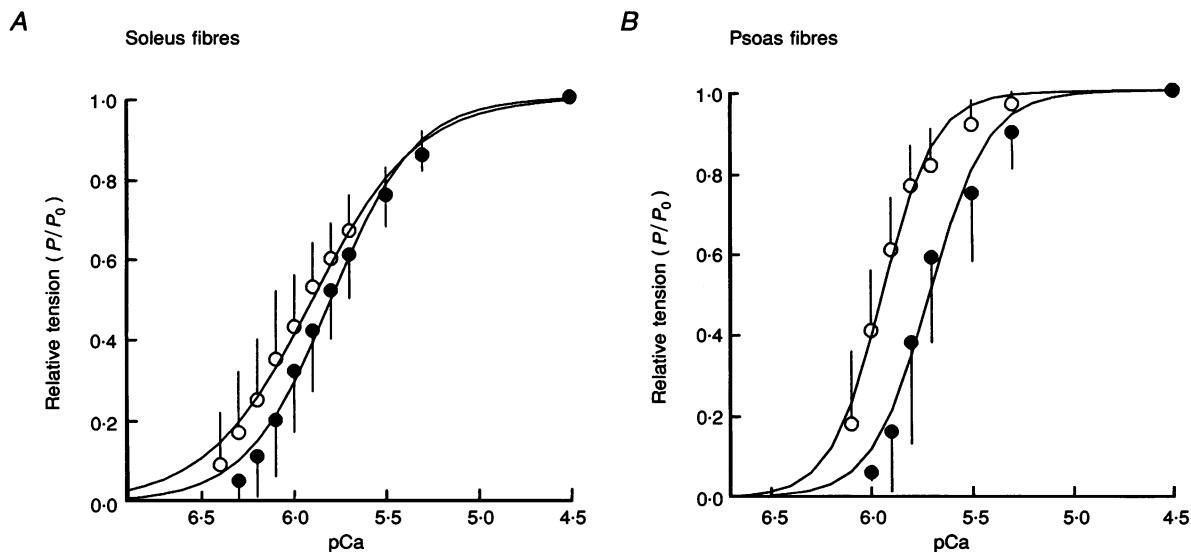 A
Soleus fibres
Relative tension (P/P₀)
1·0
0·8
0·6
0·4
0·2
0·0
6·5 6·0 5·5 5·0 4·5
pCa
B
Psoas fibres
Relative tension (P/P₀)
1·0
0·8
0·6
0·4
0·2
0·0
6·5 6·0 5·5 5·0 4·5
pCa